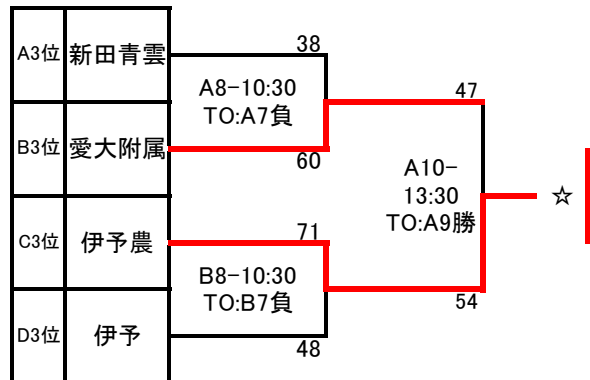 A3位 新田青雲
B3位 愛大附属
C3位 伊予農
D3位 伊予
38
A8-10:30
TO:A7負
60
71
B8-10:30
TO:B7負
48
47
A10-
13:30
TO:A9勝
54
☆